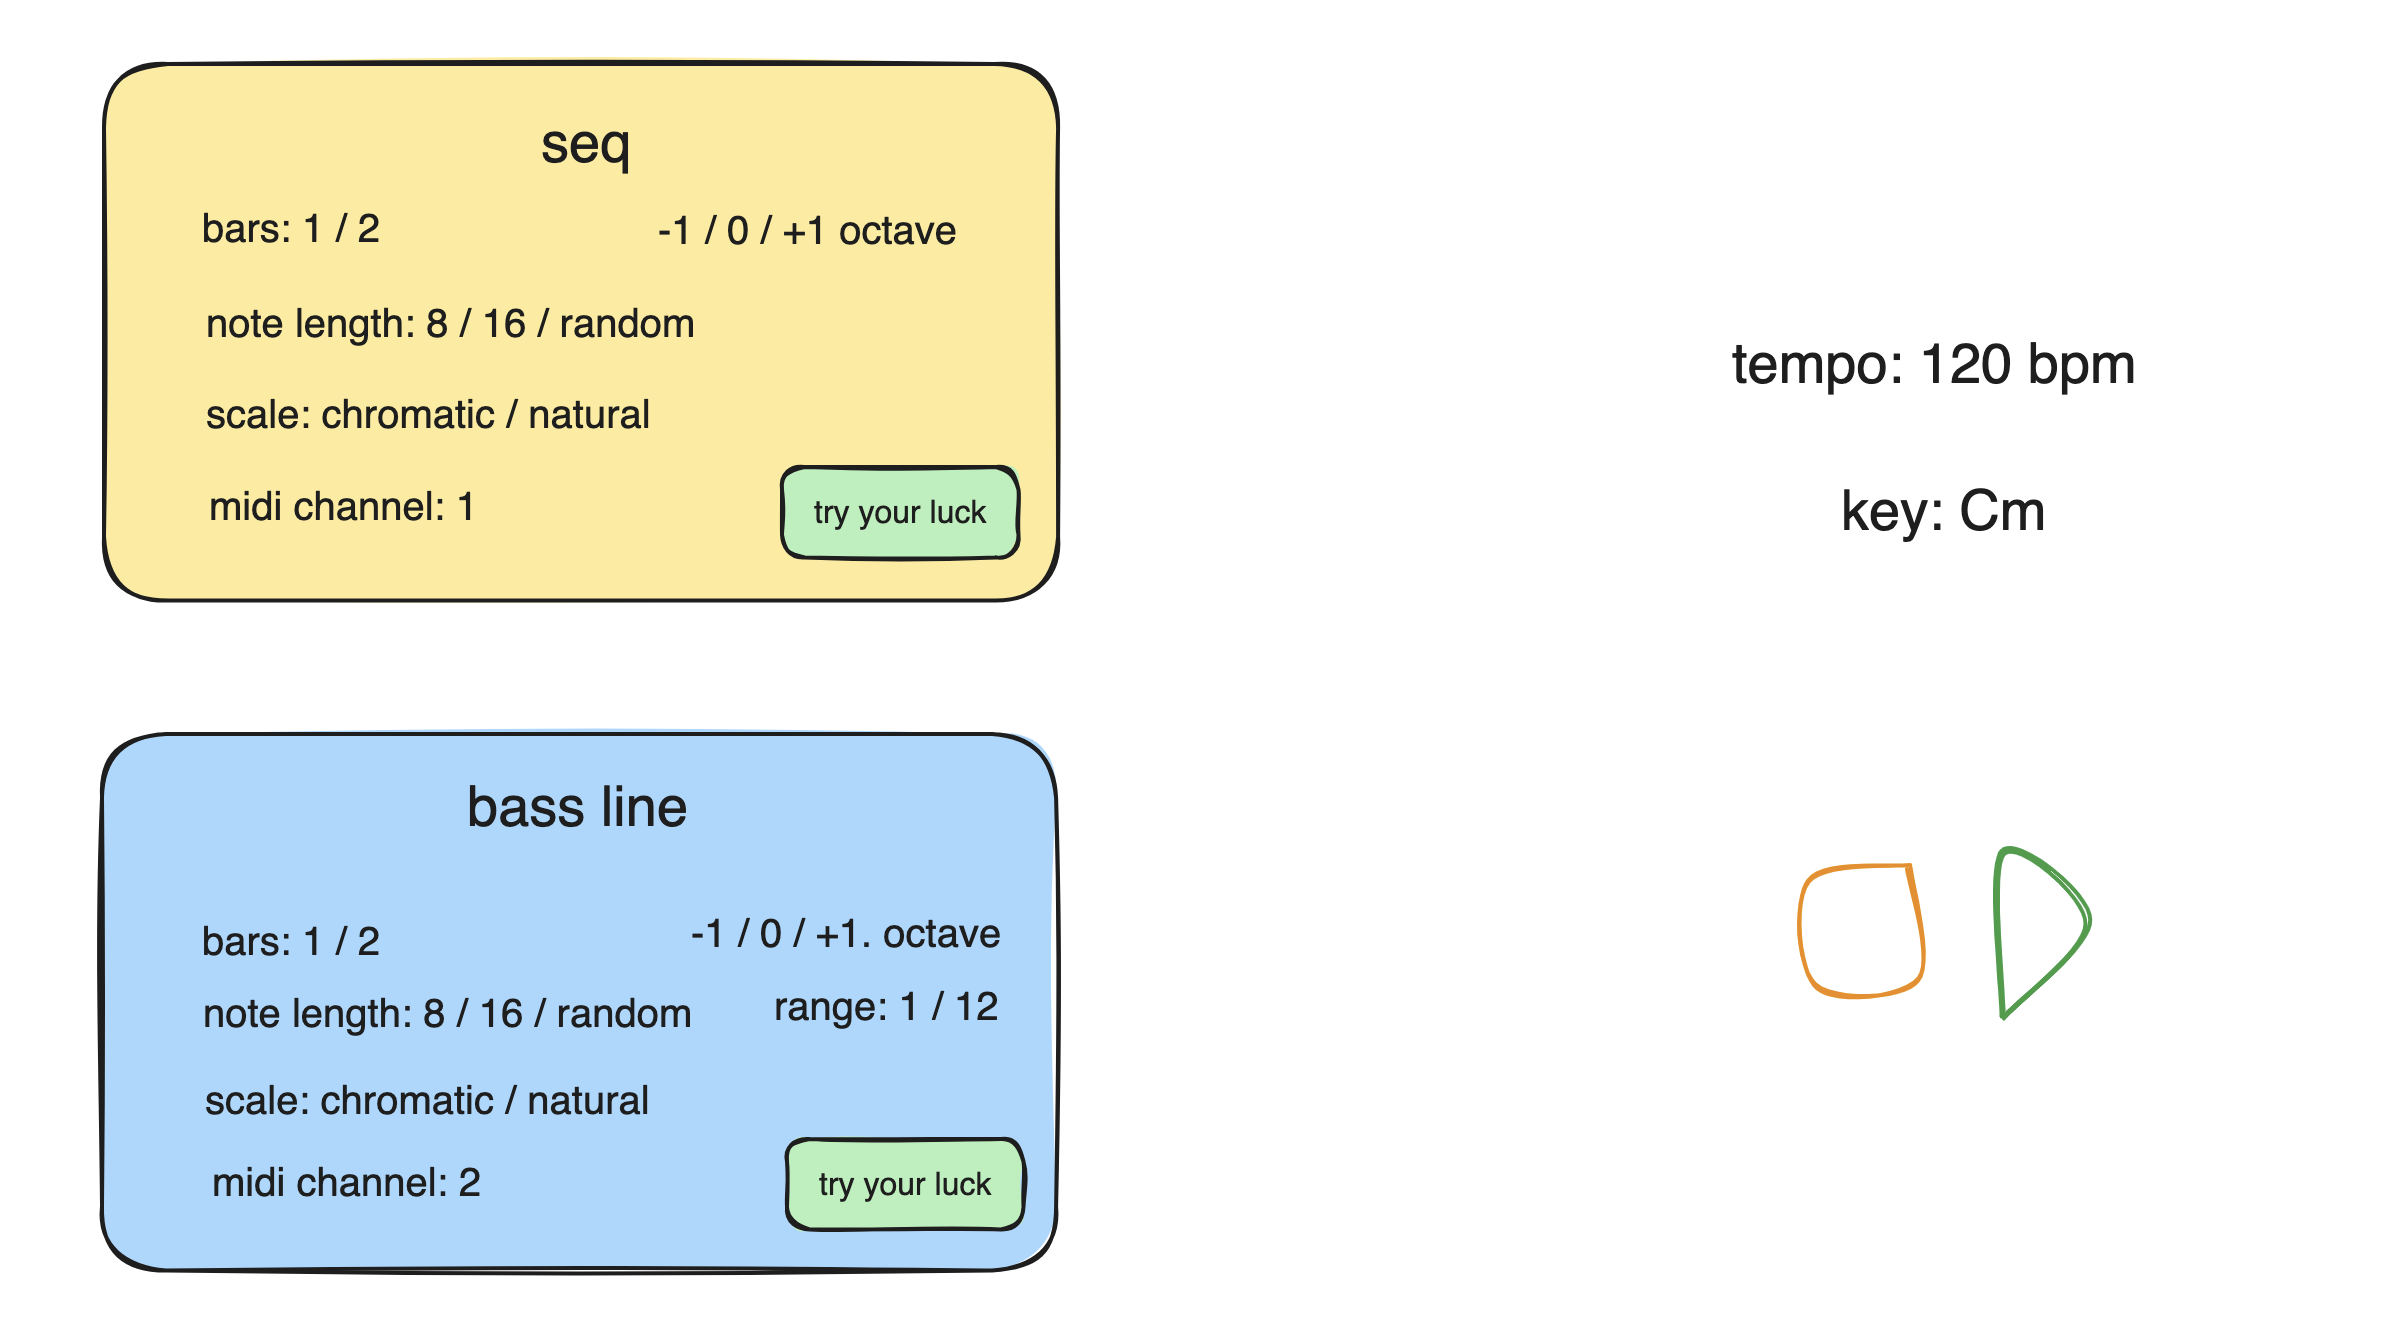 seq
bars: 1 / 2
-1 / 0 / +1 octave
note length: 8 / 16 / random
scale: chromatic / natural
midi channel: 1
try your luck
tempo: 120 bpm
key: Cm
bass line
bars: 1 / 2
-1 / 0 / +1. octave
note length: 8 / 16 / random
range: 1 / 12
scale: chromatic / natural
midi channel: 2
try your luck